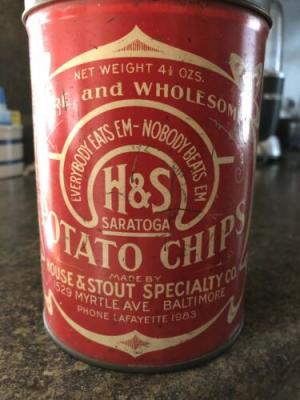 NET WEIGHT 4½ OZS.
RE and WHOLESOM
EVERYBODY EATS EM-NOBODY BEATS EM
H&S
SARATOGA
POTATO CHIPS
MADE BY
HOUSE & STOUT SPECIALTY CO.
1529 MYRTLE AVE BALTIMORE
PHONE LAFAYETTE 1983